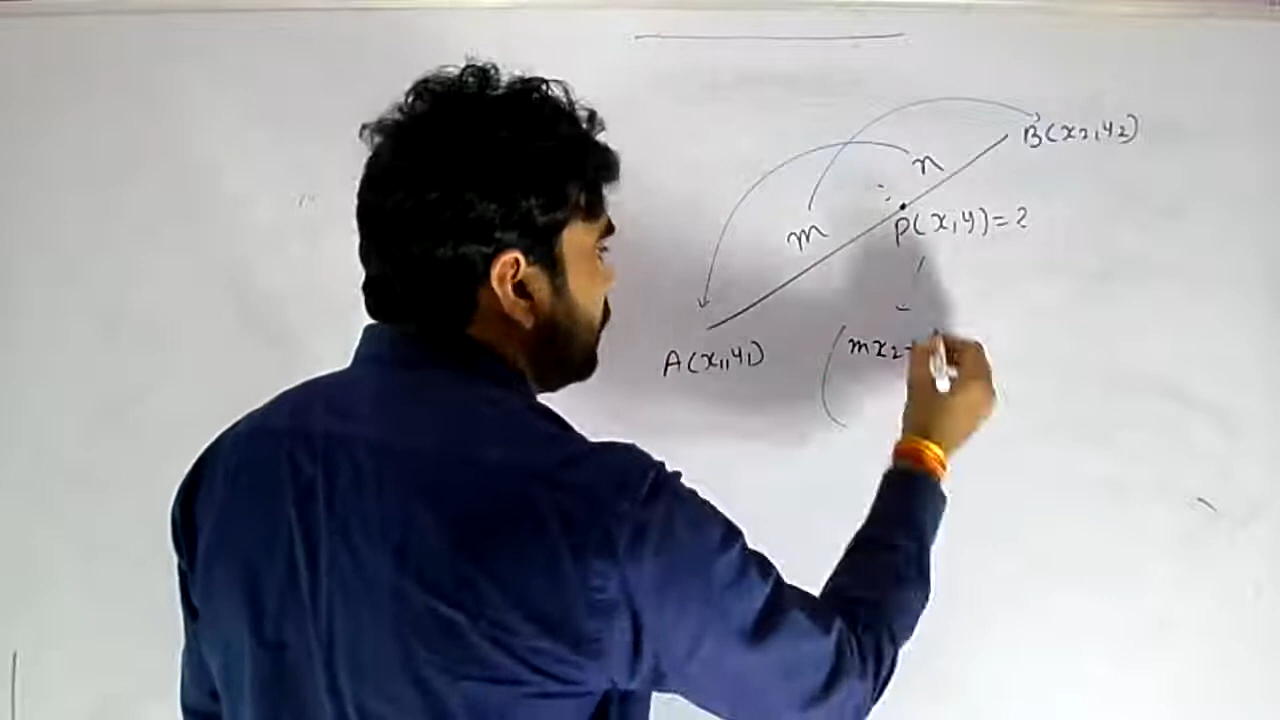 B(x₂,y₂)
n
m
P(x,y)=?
A(x₁,y₁)
(mx₂